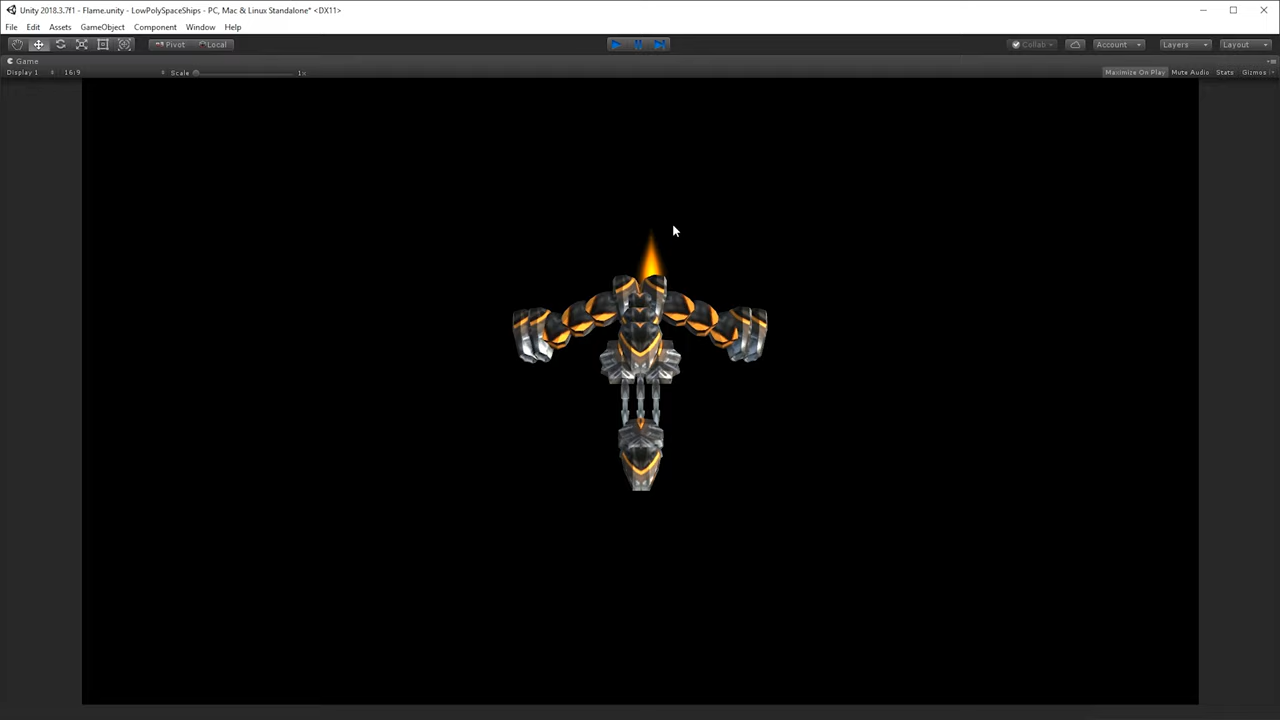 Unity 2018.3.7f1 - Flame.unity - LowPolySpaceShips - PC, Mac & Linux Standalone* <DX11>
File Edit Assets GameObject Component Window Help
Pivot Local Collab Account Layers Layout
Game
Display 1 16:9 Scale 1x Maximize On Play Mute Audio Stats Gizmos